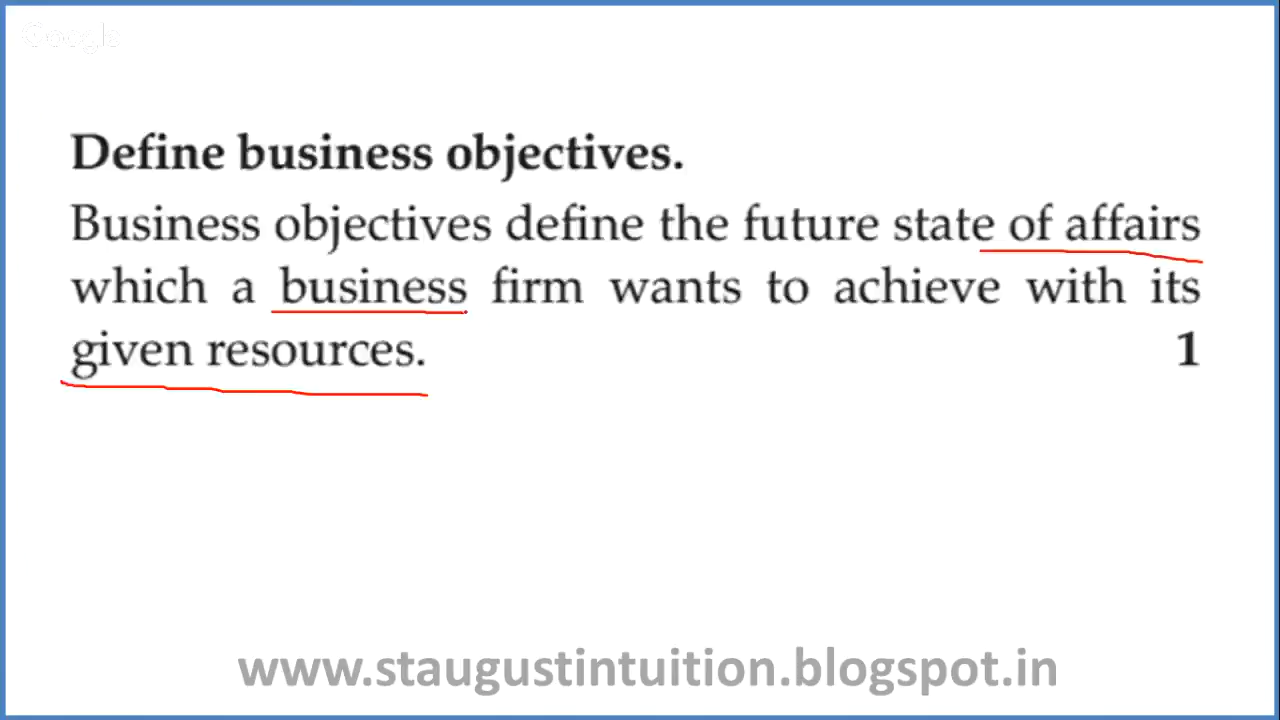 Google
Define business objectives.
Business objectives define the future state of affairs
which a business firm wants to achieve with its
given resources. 1
www.staugustintuition.blogspot.in